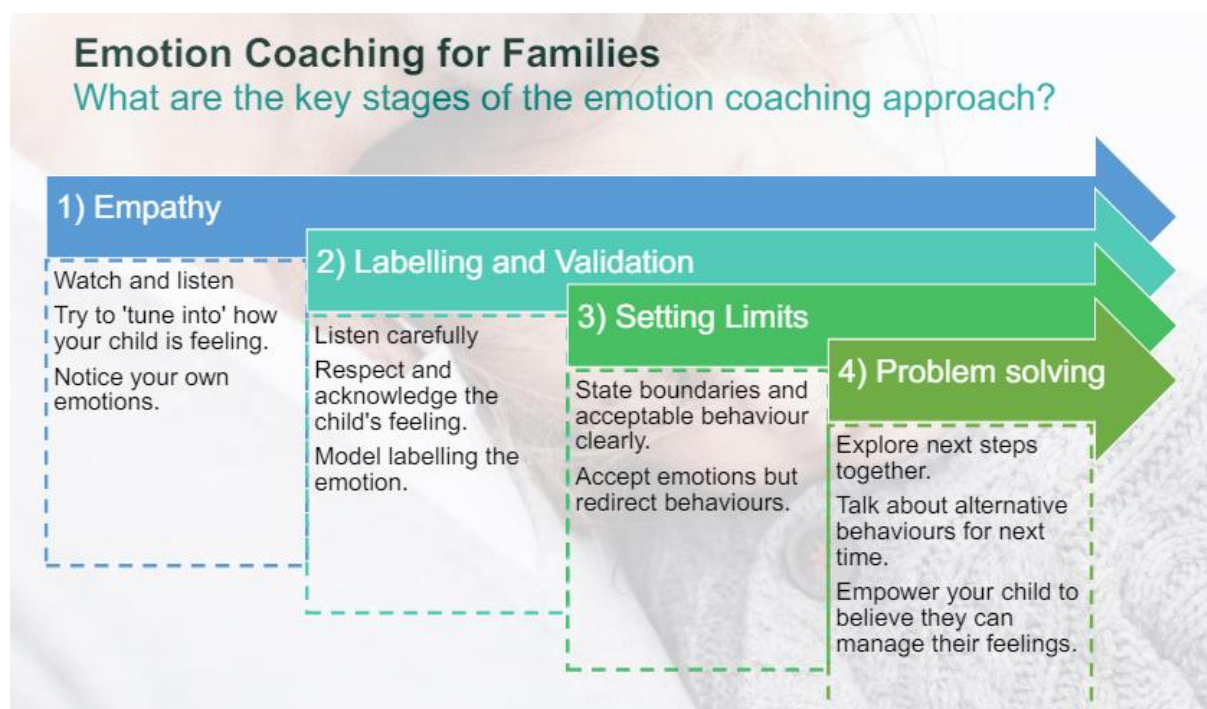 Emotion Coaching for Families
What are the key stages of the emotion coaching approach?
1) Empathy
Watch and listen
Try to 'tune into' how
your child is feeling.
Notice your own
emotions.
2) Labelling and Validation
Listen carefully
Respect and
acknowledge the
child's feeling.
Model labelling the
emotion.
3) Setting Limits
State boundaries and
acceptable behaviour
clearly.
Accept emotions but
redirect behaviours.
4) Problem solving
Explore next steps
together.
Talk about alternative
behaviours for next
time.
Empower your child to
believe they can
manage their feelings.